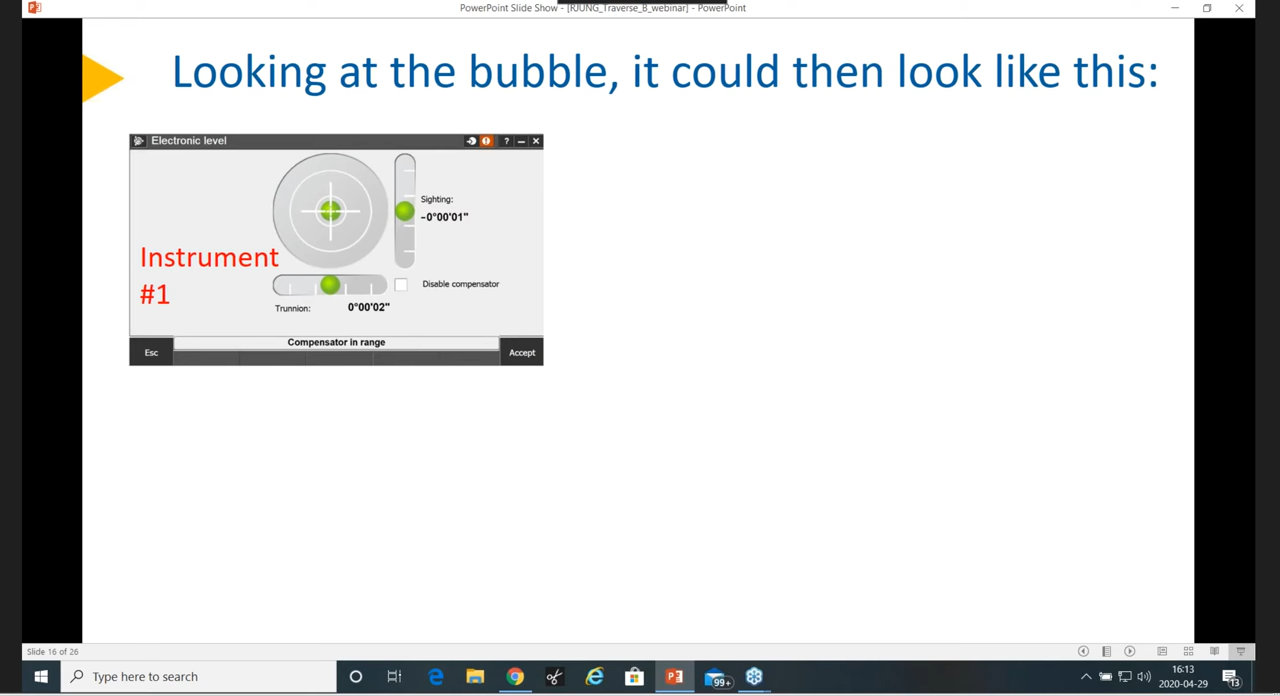 PowerPoint Slide Show - [RJUNG_Traverse_B_webinar] - PowerPoint
Looking at the bubble, it could then look like this:
Electronic level
Sighting:
-0°00'01"
Instrument
#1
Disable compensator
Trunnion: 0°00'02"
Compensator in range
Esc
Accept
Slide 16 of 26
Type here to search
99+
16:13
2020-04-29
13